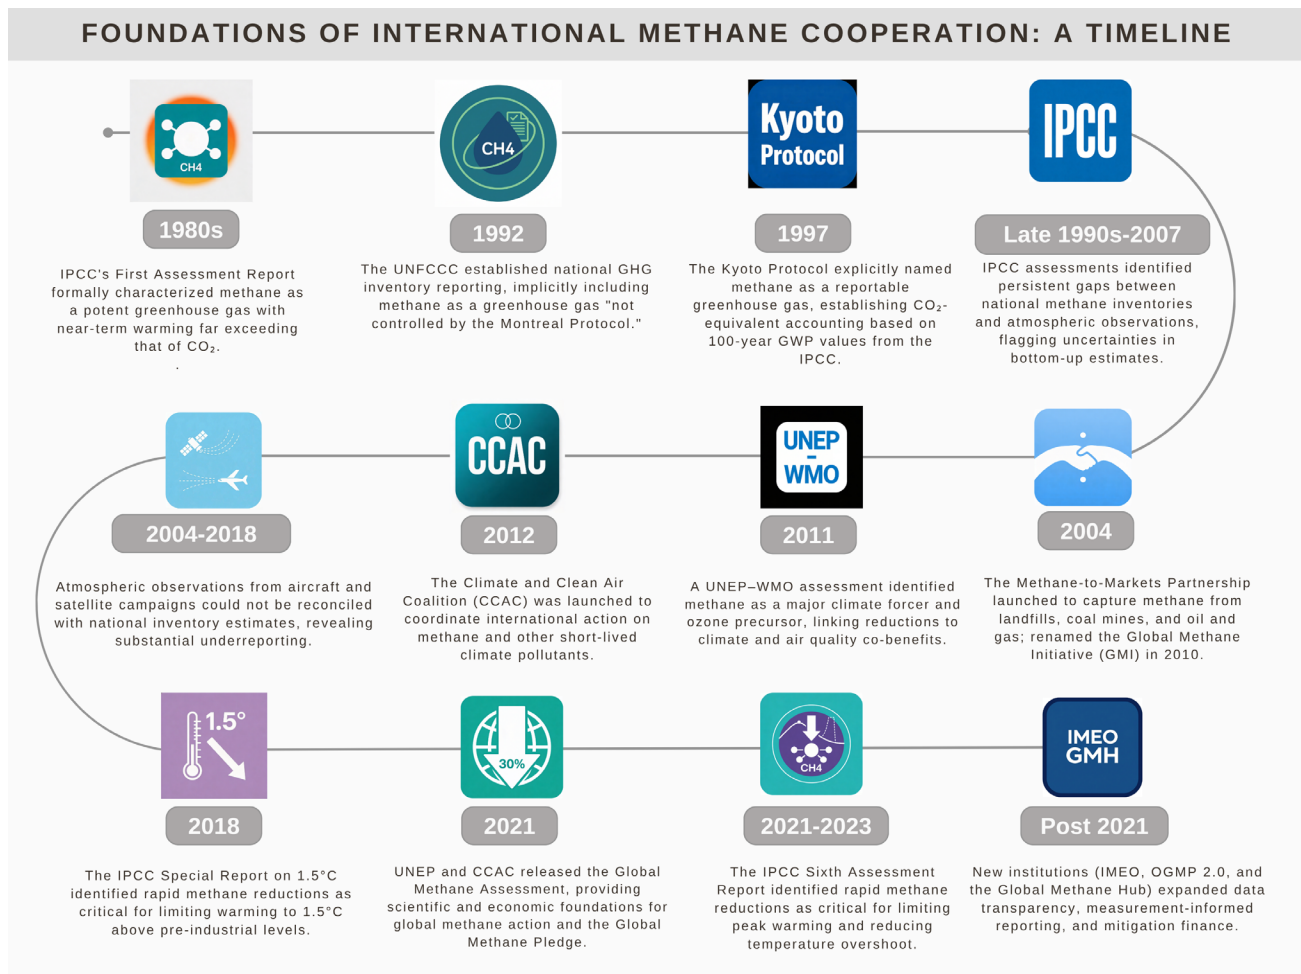 FOUNDATIONS OF INTERNATIONAL METHANE COOPERATION: A TIMELINE
CH4
1980s
IPCC's First Assessment Report
formally characterized methane as
a potent greenhouse gas with
near-term warming far exceeding
that of CO₂.
.
CH4
1992
The UNFCCC established national GHG
inventory reporting, implicitly including
methane as a greenhouse gas "not
controlled by the Montreal Protocol."
Kyoto
Protocol
1997
The Kyoto Protocol explicitly named
methane as a reportable
greenhouse gas, establishing CO₂-
equivalent accounting based on
100-year GWP values from the
IPCC.
IPCC
Late 1990s-2007
IPCC assessments identified
persistent gaps between
national methane inventories
and atmospheric observations,
flagging uncertainties in
bottom-up estimates.
2004
The Methane-to-Markets Partnership
launched to capture methane from
landfills, coal mines, and oil and
gas; renamed the Global Methane
Initiative (GMI) in 2010.
UNEP
–
WMO
2011
A UNEP–WMO assessment identified
methane as a major climate forcer and
ozone precursor, linking reductions to
climate and air quality co-benefits.
CCAC
2012
The Climate and Clean Air
Coalition (CCAC) was launched to
coordinate international action on
methane and other short-lived
climate pollutants.
2004-2018
Atmospheric observations from aircraft and
satellite campaigns could not be reconciled
with national inventory estimates, revealing
substantial underreporting.
1.5°
2018
The IPCC Special Report on 1.5°C
identified rapid methane reductions as
critical for limiting warming to 1.5°C
above pre-industrial levels.
30%
2021
UNEP and CCAC released the Global
Methane Assessment, providing
scientific and economic foundations for
global methane action and the Global
Methane Pledge.
CH4
2021-2023
The IPCC Sixth Assessment
Report identified rapid methane
reductions as critical for limiting
peak warming and reducing
temperature overshoot.
IMEO
GMH
Post 2021
New institutions (IMEO, OGMP 2.0, and
the Global Methane Hub) expanded data
transparency, measurement-informed
reporting, and mitigation finance.